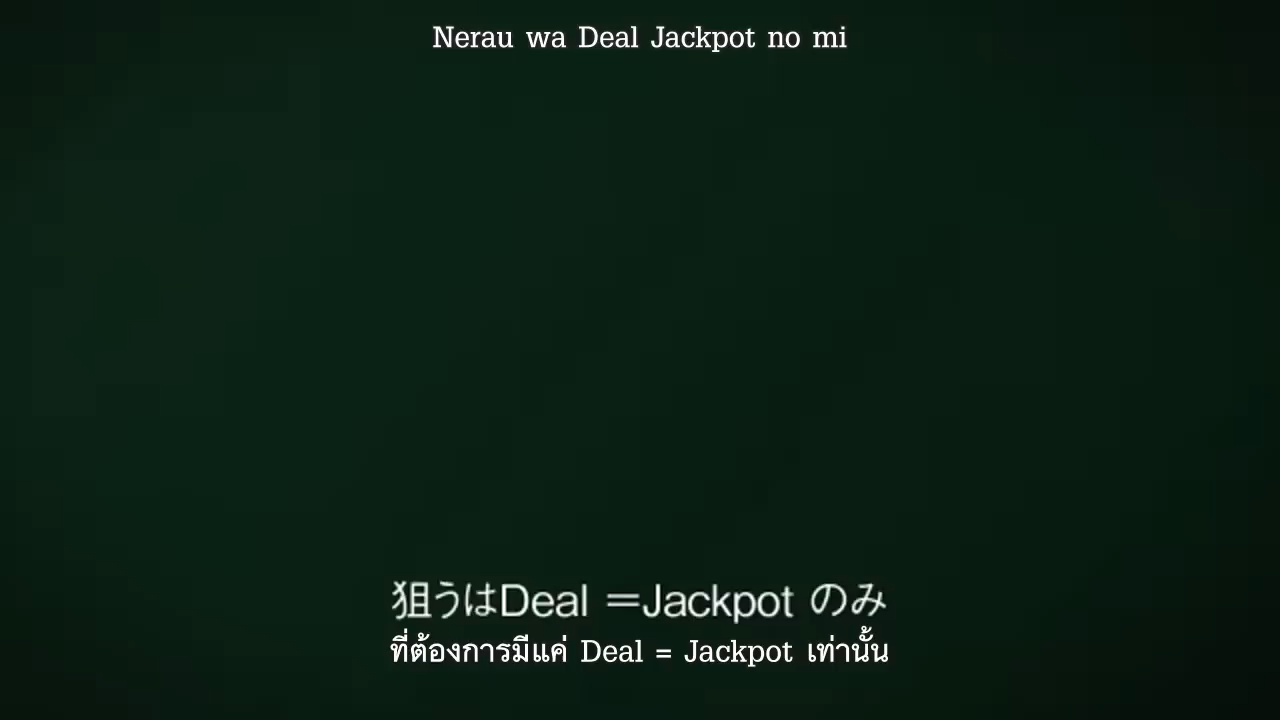 Nerau wa Deal Jackpot no mi
狙うはDeal ＝Jackpot のみ
ที่ต้องการมีแค่ Deal = Jackpot เท่านั้น